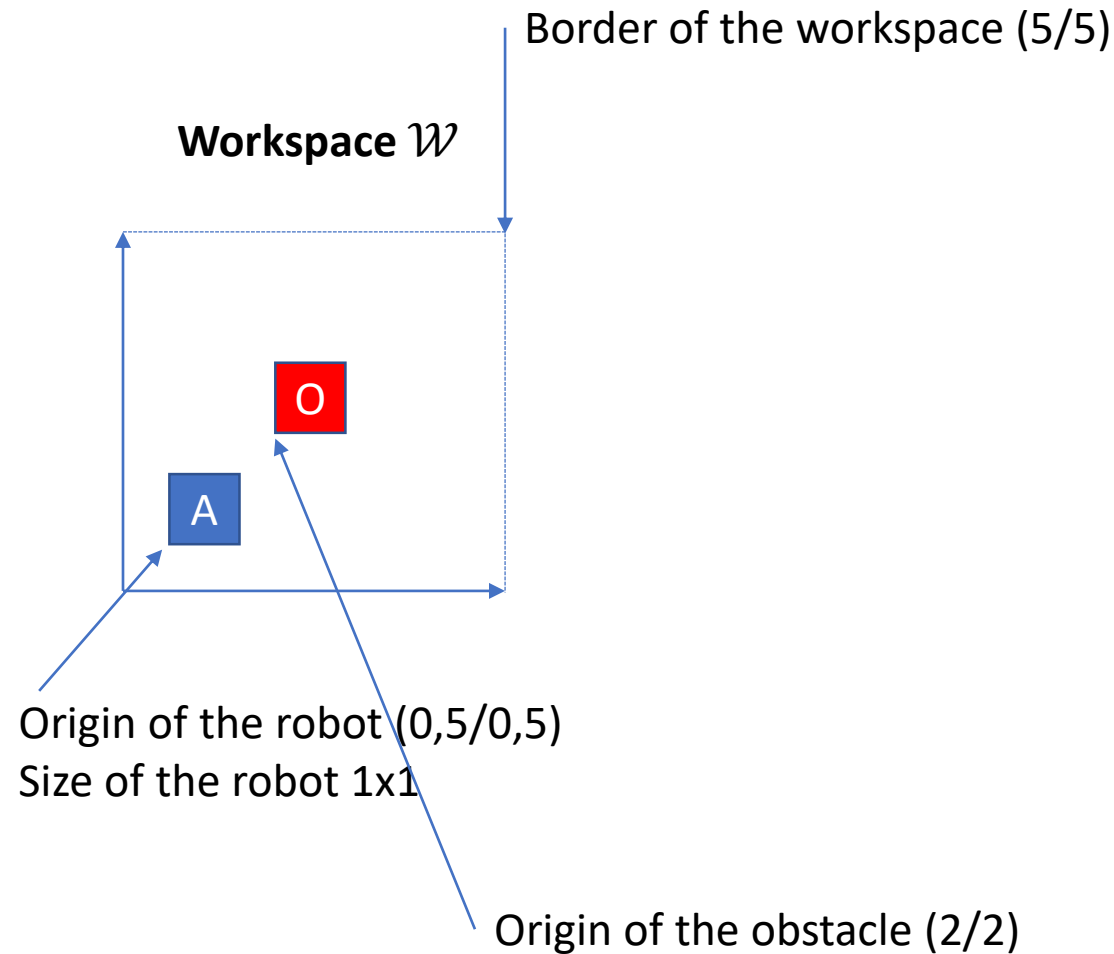 Border of the workspace (5/5)
Workspace 𝒲
O
A
Origin of the robot (0,5/0,5)
Size of the robot 1x1
Origin of the obstacle (2/2)